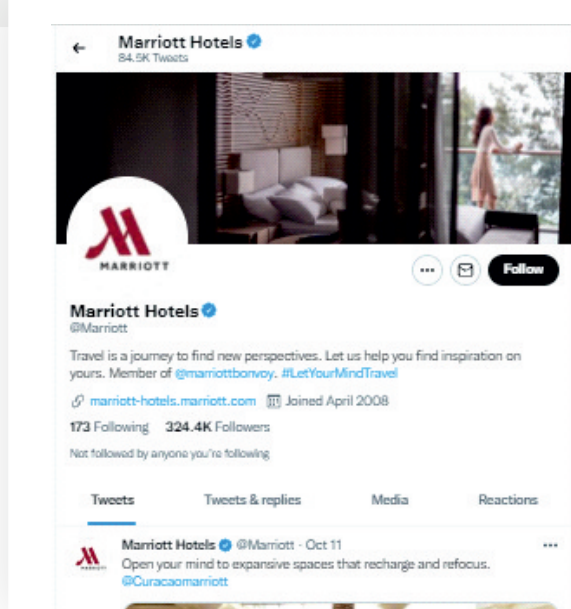 Marriott Hotels
84.5K Tweets
MARRIOTT
Follow
Marriott Hotels
@Marriott
Travel is a journey to find new perspectives. Let us help you find inspiration on
yours. Member of @marriottbonvoy. #LetYourMindTravel
marriott-hotels.marriott.com Joined April 2008
173 Following 324.4K Followers
Not followed by anyone you're following
Tweets Tweets & replies Media Reactions
Marriott Hotels @Marriott · Oct 11
Open your mind to expansive spaces that recharge and refocus.
@Curacaomarriott
MARRIOTT